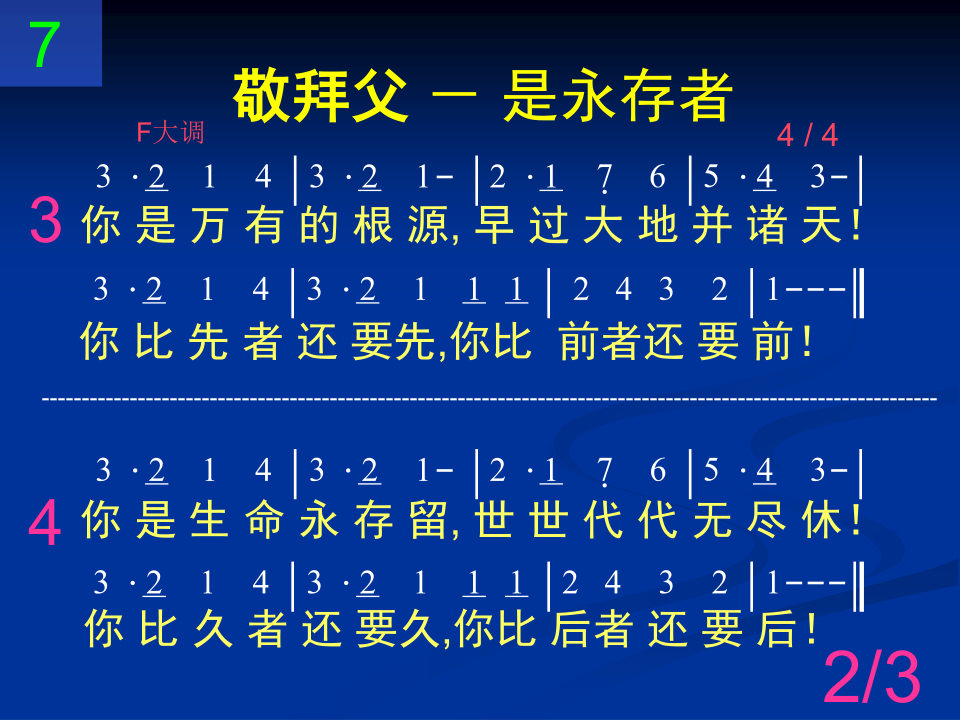 7
敬拜父 － 是永存者
F大调 4 / 4
3 · 2 1 4 | 3 · 2 1 - | 2 · 1 7 6 | 5 · 4 3 - |
3 你 是 万 有 的 根 源, 早 过 大 地 并 诸 天！
3 · 2 1 4 | 3 · 2 1 1 1 | 2 4 3 2 | 1 - - - ‖
你 比 先 者 还 要先,你比 前者还 要 前！
3 · 2 1 4 | 3 · 2 1 - | 2 · 1 7 6 | 5 · 4 3 - |
4 你 是 生 命 永 存 留, 世 世 代 代 无 尽 休！
3 · 2 1 4 | 3 · 2 1 1 1 | 2 4 3 2 | 1 - - - ‖
你 比 久 者 还 要久,你比 后者 还 要 后！
2/3